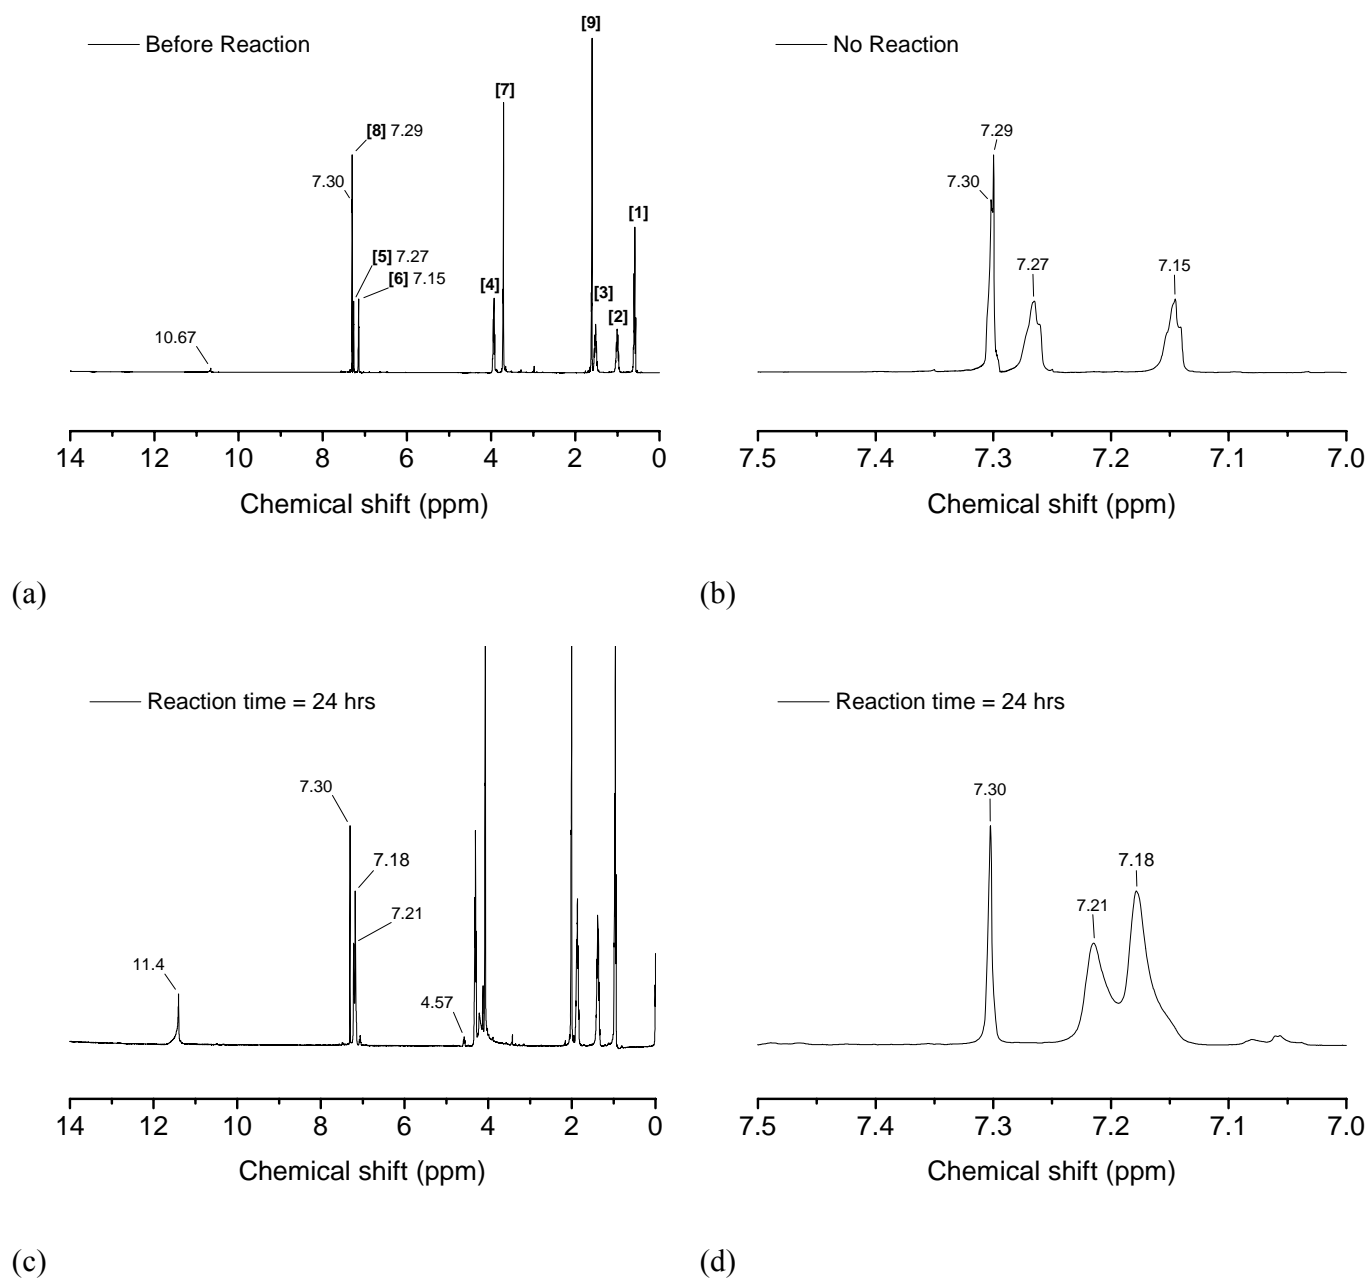 Before Reaction
[9]
[7]
[8] 7.29
7.30
[1]
[5] 7.27
[6] 7.15
[4]
[3]
[2]
10.67
14 12 10 8 6 4 2 0
Chemical shift (ppm)
(a)
No Reaction
7.29
7.30
7.27
7.15
7.5 7.4 7.3 7.2 7.1 7.0
Chemical shift (ppm)
(b)
Reaction time = 24 hrs
7.30
7.18
7.21
11.4
4.57
14 12 10 8 6 4 2 0
Chemical shift (ppm)
(c)
Reaction time = 24 hrs
7.30
7.18
7.21
7.5 7.4 7.3 7.2 7.1 7.0
Chemical shift (ppm)
(d)